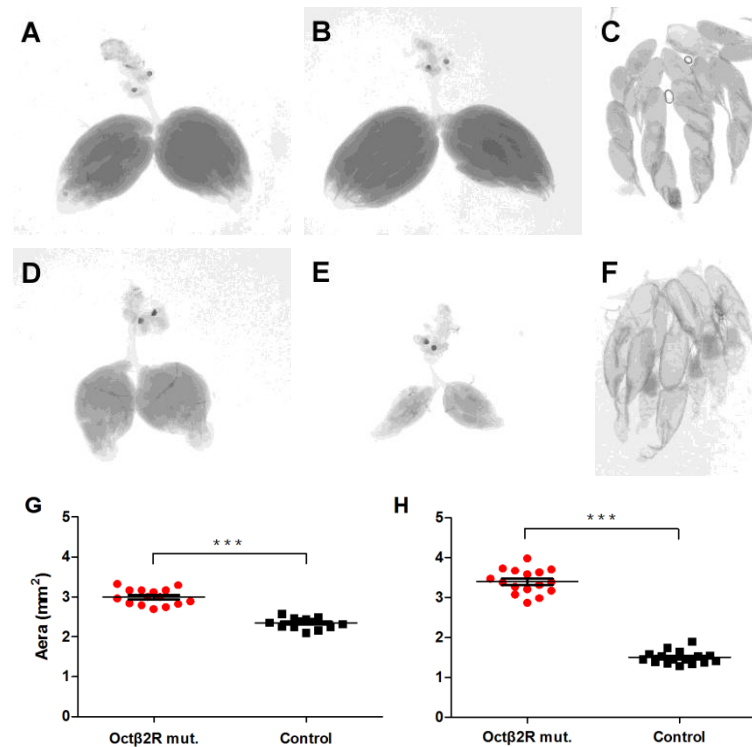 A B C
D E F
G H
5 5
* * * * * *
4 4
3 3
2 2
1 1
0 0
Aera (mm²)
Octβ2R mut. Control Octβ2R mut. Control